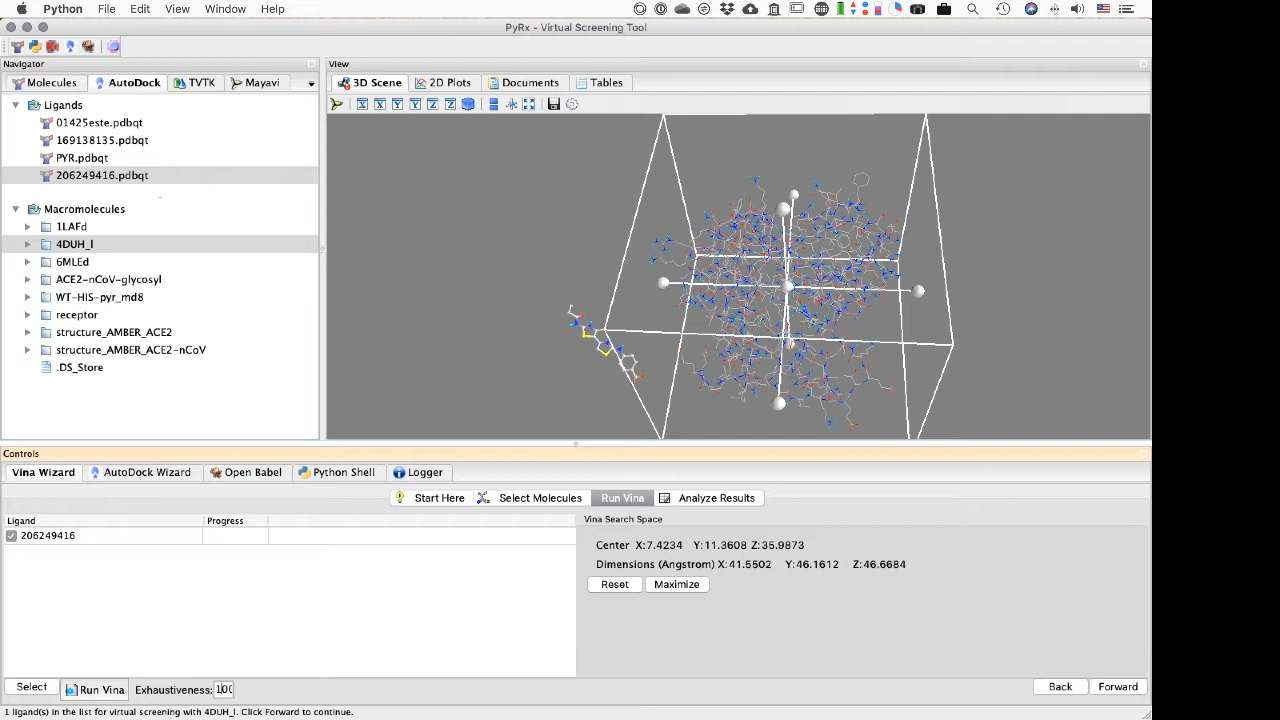 Python File Edit View Window Help
PyRx - Virtual Screening Tool
Navigator
View
Molecules AutoDock TVTK Mayavi
3D Scene 2D Plots Documents Tables
Ligands
01425este.pdbqt
169138135.pdbqt
PYR.pdbqt
206249416.pdbqt
Macromolecules
1LAFd
4DUH_l
6MLEd
ACE2-nCoV-glycosyl
WT-HIS-pyr_md8
receptor
structure_AMBER_ACE2
structure_AMBER_ACE2-nCoV
.DS_Store
X X Y Y Z Z
Controls
Vina Wizard AutoDock Wizard Open Babel Python Shell Logger
Start Here Select Molecules Run Vina Analyze Results
Ligand Progress
206249416
Vina Search Space
Center X:7.4234 Y:11.3608 Z:35.9873
Dimensions (Angstrom) X:41.5502 Y:46.1612 Z:46.6684
Reset Maximize
Select Run Vina Exhaustiveness:
Back Forward
1 ligand(s) in the list for virtual screening with 4DUH_l. Click Forward to continue.